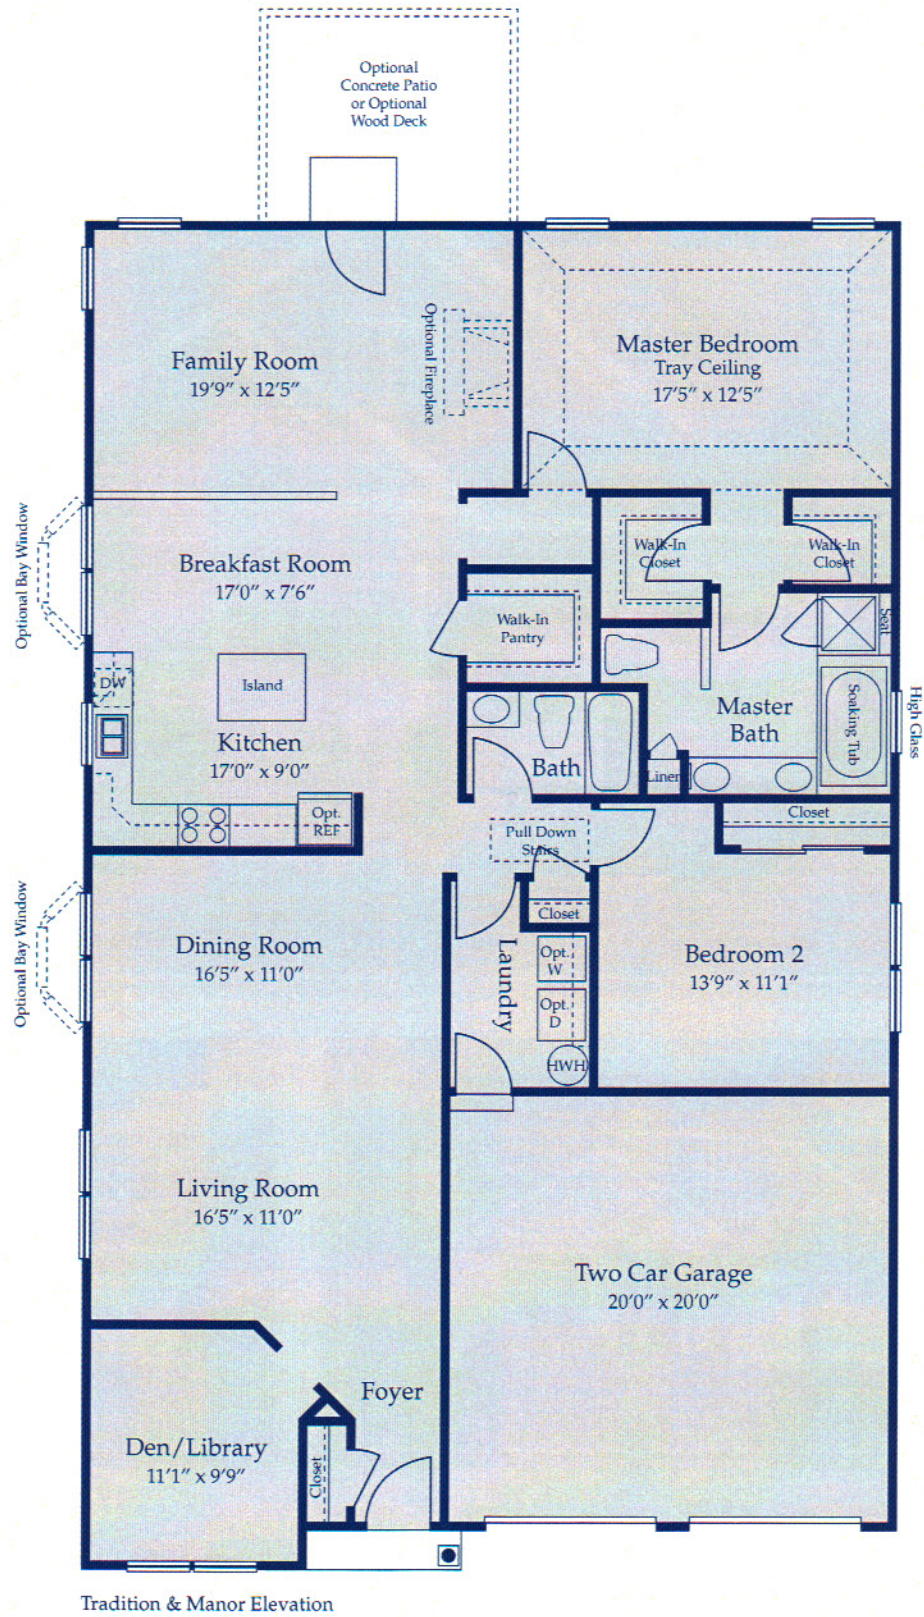 Optional
Concrete Patio
or Optional
Wood Deck
Family Room
19'9" x 12'5"
Optional Fireplace
Master Bedroom
Tray Ceiling
17'5" x 12'5"
Optional Bay Window
Breakfast Room
17'0" x 7'6"
Walk-In
Closet
Walk-In
Closet
Walk-In
Pantry
Seat
DW
Island
Kitchen
17'0" x 9'0"
Master
Bath
Soaking Tub
High Glass
Bath
Linen
Opt.
REF
Closet
Pull Down
Stairs
Optional Bay Window
Dining Room
16'5" x 11'0"
Closet
Laundry
Opt.
W
Opt.
D
HWH
Bedroom 2
13'9" x 11'1"
Living Room
16'5" x 11'0"
Two Car Garage
20'0" x 20'0"
Foyer
Den/Library
11'1" x 9'9"
Closet
Tradition & Manor Elevation